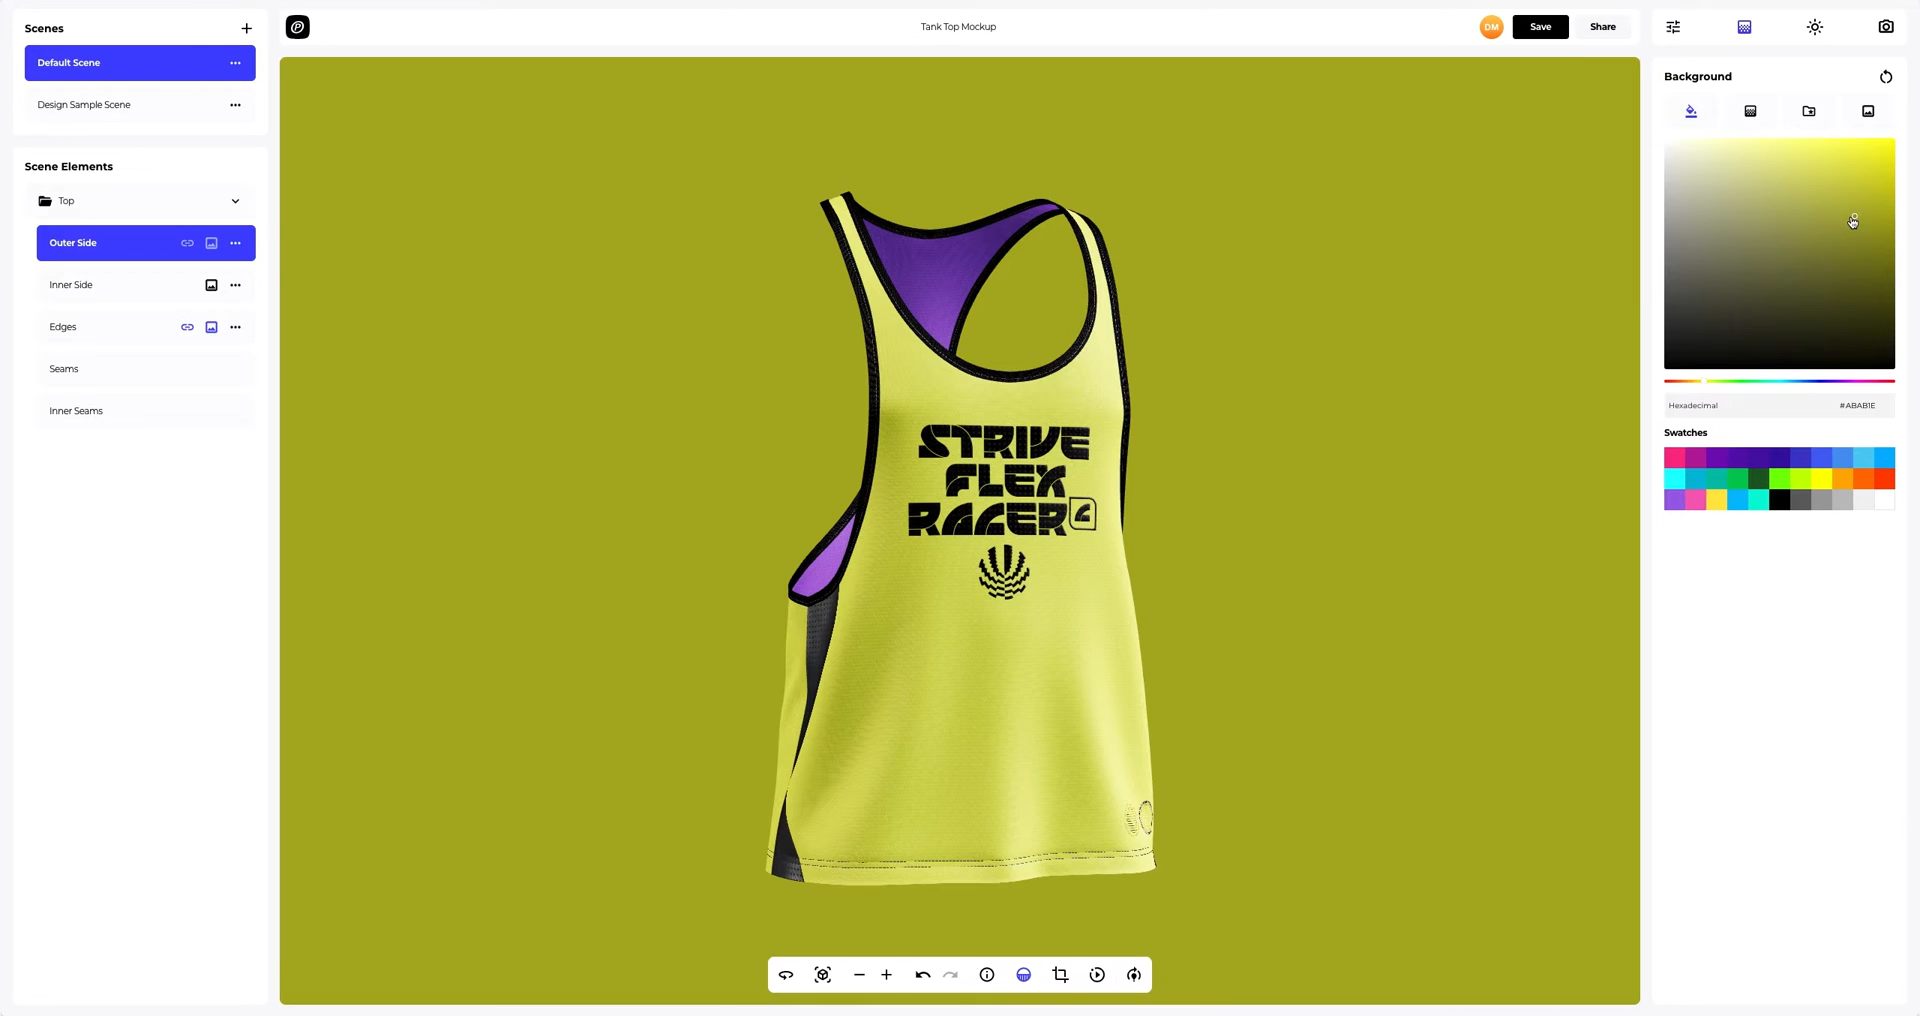 Scenes
Tank Top Mockup
DM
Save
Share
Default Scene
Design Sample Scene
Scene Elements
Top
Outer Side
Inner Side
Edges
Seams
Inner Seams
STRIVE
FLEX
RACER
Background
Hexadecimal
#ABAB1E
Swatches